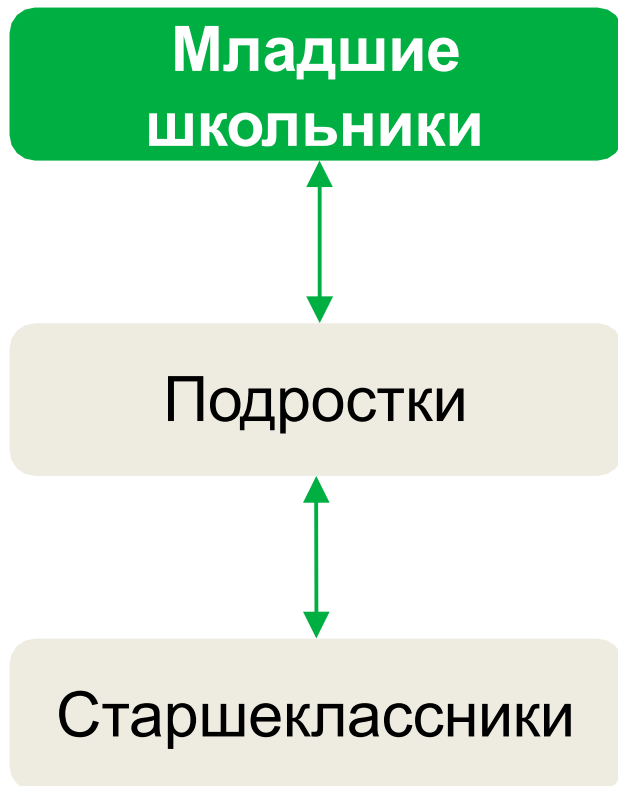 Младшие
школьники
Подростки
Старшеклассники